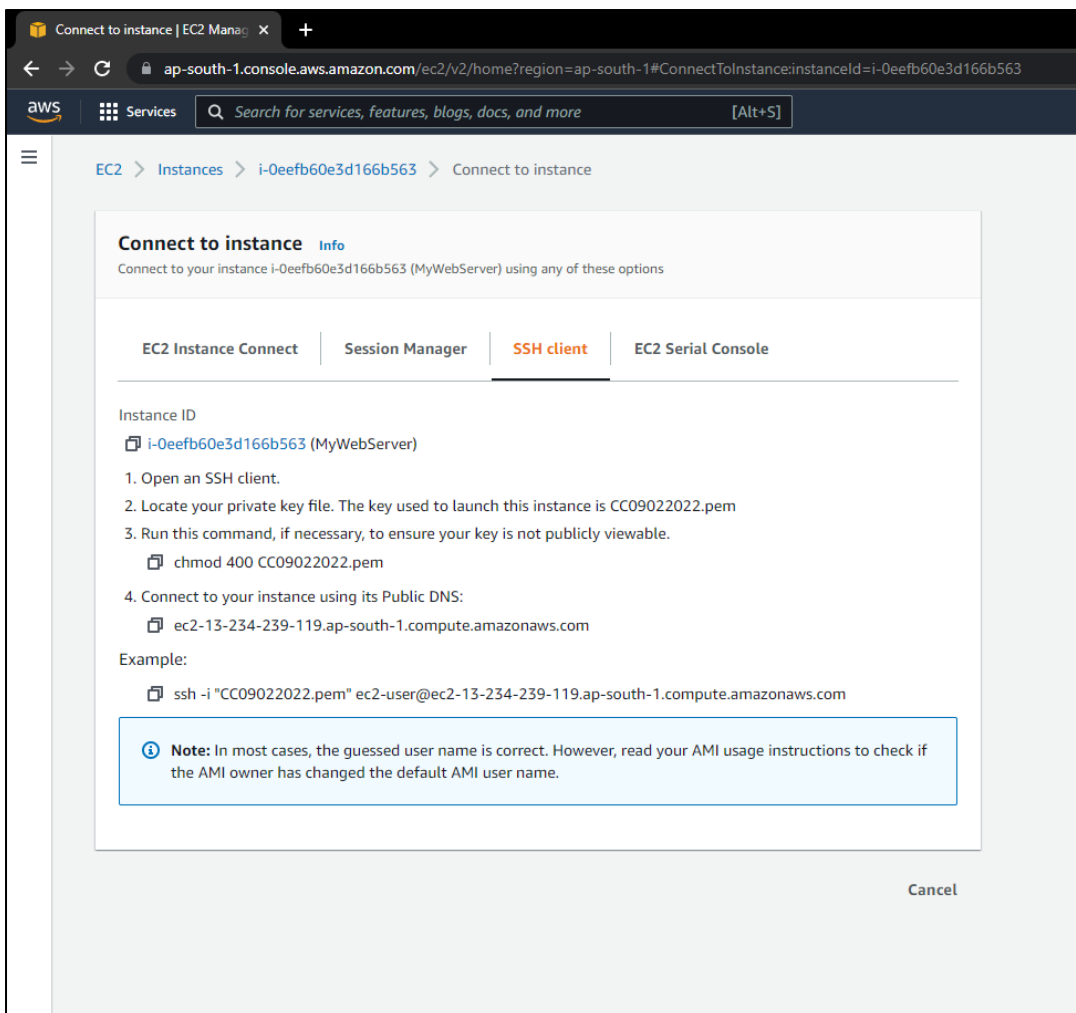 Connect to instance | EC2 Manag
ap-south-1.console.aws.amazon.com/ec2/v2/home?region=ap-south-1#ConnectToInstance:instanceId=i-0eefb60e3d166b563
aws Services Search for services, features, blogs, docs, and more [Alt+S]
EC2 > Instances > i-0eefb60e3d166b563 > Connect to instance
Connect to instance Info
Connect to your instance i-0eefb60e3d166b563 (MyWebServer) using any of these options
EC2 Instance Connect Session Manager SSH client EC2 Serial Console
Instance ID
i-0eefb60e3d166b563 (MyWebServer)
1. Open an SSH client.
2. Locate your private key file. The key used to launch this instance is CC09022022.pem
3. Run this command, if necessary, to ensure your key is not publicly viewable.
chmod 400 CC09022022.pem
4. Connect to your instance using its Public DNS:
ec2-13-234-239-119.ap-south-1.compute.amazonaws.com
Example:
ssh -i "CC09022022.pem" ec2-user@ec2-13-234-239-119.ap-south-1.compute.amazonaws.com
Note: In most cases, the guessed user name is correct. However, read your AMI usage instructions to check if
the AMI owner has changed the default AMI user name.
Cancel